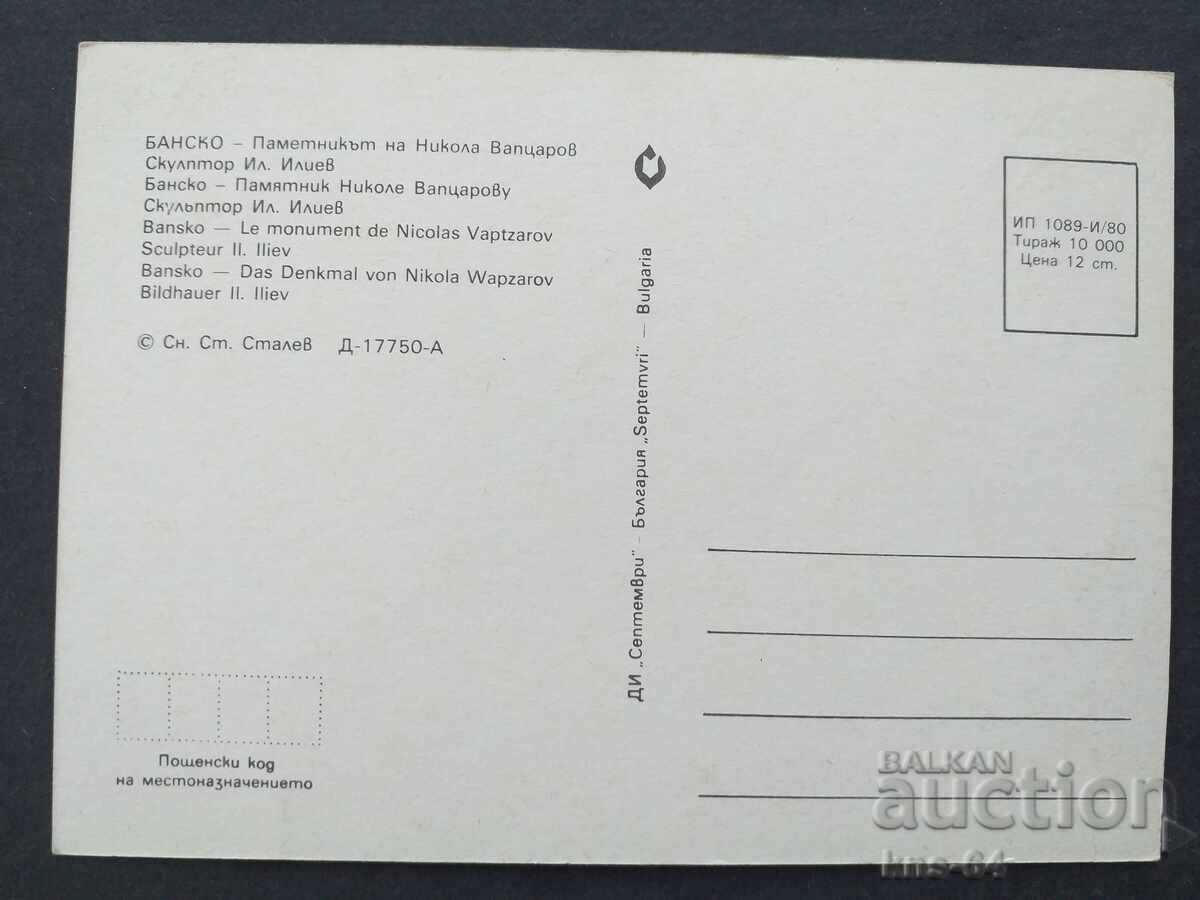 БАНСКО – Паметникът на Никола Вапцаров
Скулптор Ил. Илиев
Банско – Памятник Николе Вапцарову
Скульптор Ил. Илиев
Bansko — Le monument de Nicolas Vaptzarov
Sculpteur Il. Iliev
Bansko — Das Denkmal von Nikola Wapzarov
Bildhauer Il. Iliev
© Сн. Ст. Сталев Д-17750-А
Пощенски код
на местоназначението
ДИ „Септември" - България „Septemvri" — Bulgaria
ИП 1089-И/80
Тираж 10 000
Цена 12 ст.
BALKAN
auction
kns-64